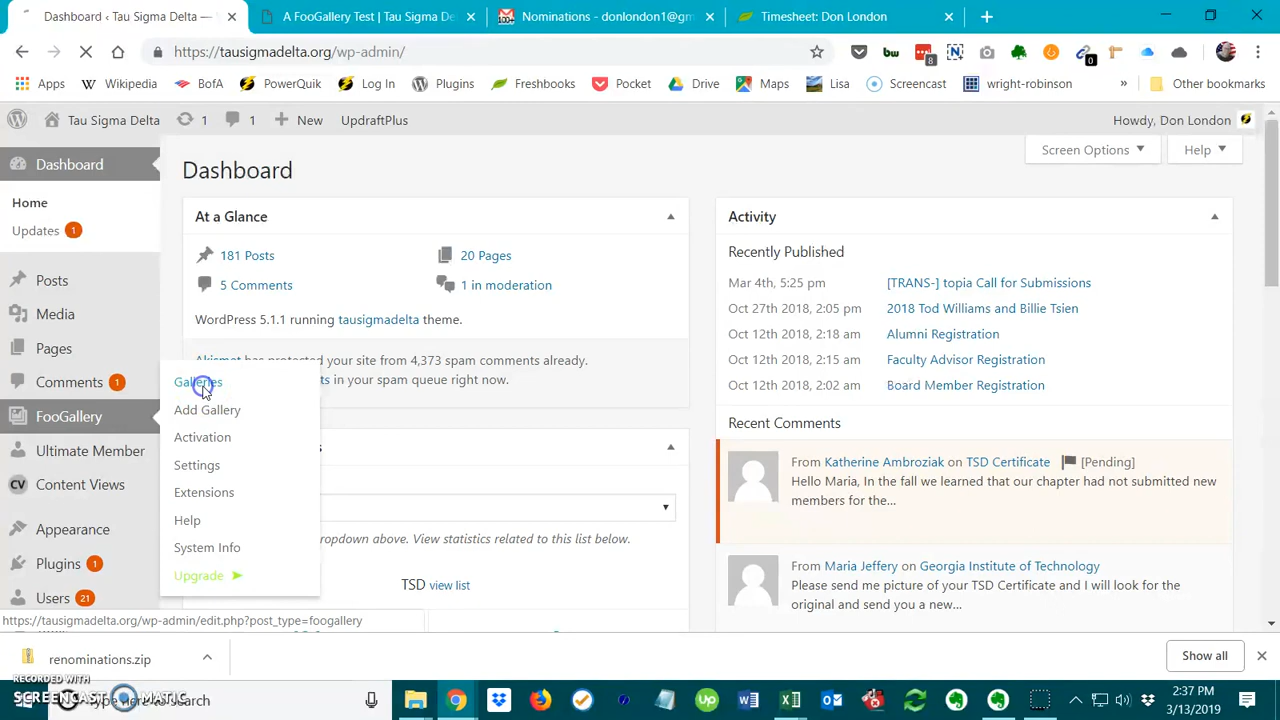 Dashboard ‹ Tau Sigma Delta —
A FooGallery Test | Tau Sigma De
100+
Nominations - donlondon1@gm
Timesheet: Don London
https://tausigmadelta.org/wp-admin/
bw
8
0
Apps
Wikipedia
BofA
PowerQuik
Log In
Plugins
Freshbooks
Pocket
Drive
Maps
Lisa
Screencast
wright-robinson
»
Other bookmarks
Tau Sigma Delta
1
1
New
UpdraftPlus
Howdy, Don London
Dashboard
Home
Updates 1
Posts
Media
Pages
Comments 1
FooGallery
Ultimate Member
CV Content Views
Appearance
Plugins 1
Users 21
Galleries
Add Gallery
Activation
Settings
Extensions
Help
System Info
Upgrade ➤
Dashboard
Screen Options
Help
At a Glance
181 Posts
20 Pages
5 Comments
1 in moderation
WordPress 5.1.1 running tausigmadelta theme.
Akismet has protected your site from 4,373 spam comments already.
in your spam queue right now.
ropdown above. View statistics related to this list below.
TSD view list
Activity
Recently Published
Mar 4th, 5:25 pm
[TRANS-] topia Call for Submissions
Oct 27th 2018, 2:05 pm
2018 Tod Williams and Billie Tsien
Oct 12th 2018, 2:18 am
Alumni Registration
Oct 12th 2018, 2:15 am
Faculty Advisor Registration
Oct 12th 2018, 2:12 am
Board Member Registration
Recent Comments
From Katherine Ambroziak on TSD Certificate [Pending]
Hello Maria, In the fall we learned that our chapter had not submitted new
members for the...
From Maria Jeffery on Georgia Institute of Technology
Please send me picture of your TSD Certificate and I will look for the
original and send you a new...
https://tausigmadelta.org/wp-admin/edit.php?post_type=foogallery
renominations.zip
Show all
RECORDED WITH
SCREENCAST MATIC
Type here to search
2:37 PM
3/13/2019